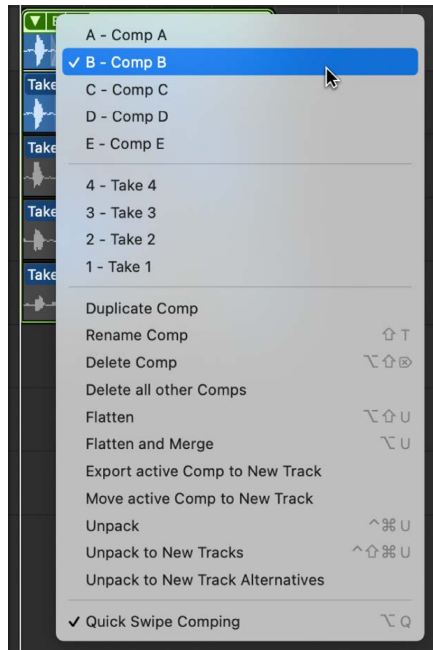 A - Comp A
✓ B - Comp B
C - Comp C
D - Comp D
E - Comp E
Take
4 - Take 4
Take
3 - Take 3
Take
2 - Take 2
1 - Take 1
Take
Duplicate Comp
Rename Comp ⇧ T
Delete Comp ⌥⇧⌦
Delete all other Comps
Flatten ⌥⇧ U
Flatten and Merge ⌥ U
Export active Comp to New Track
Move active Comp to New Track
Unpack ^⌘ U
Unpack to New Tracks ^⇧⌘ U
Unpack to New Track Alternatives
✓ Quick Swipe Comping ⌥ Q